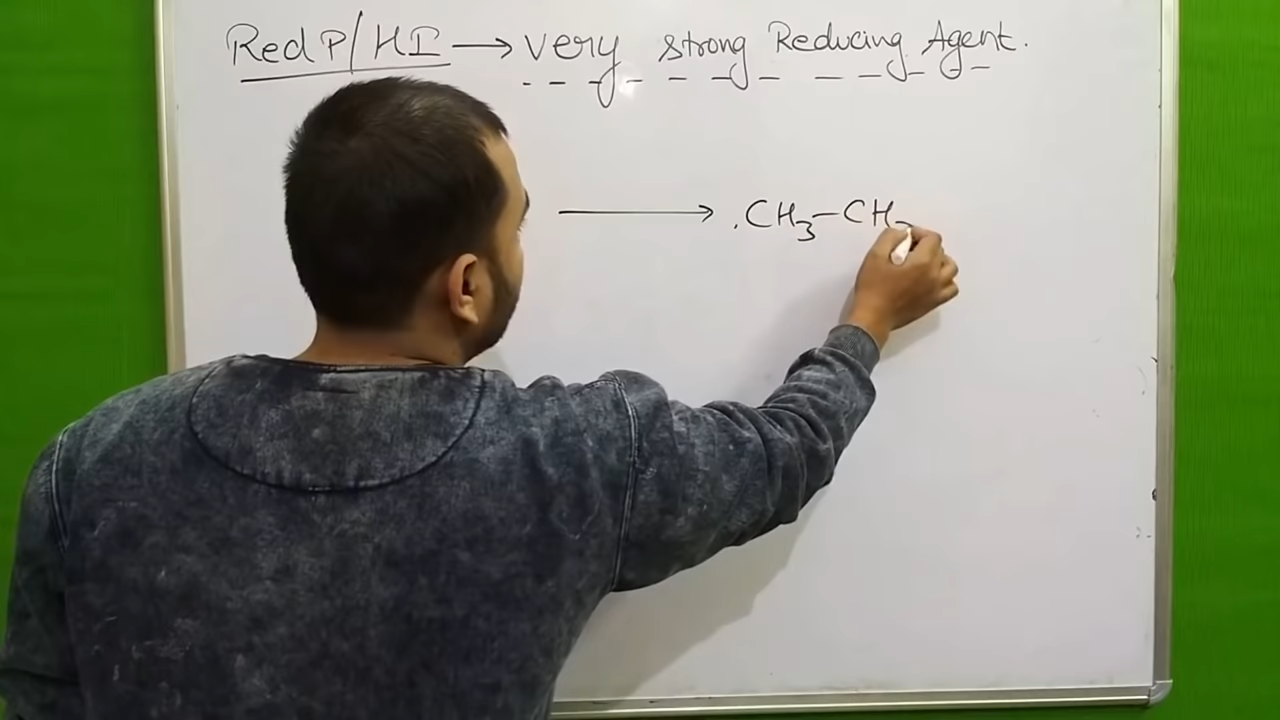 Red P/HI → very strong Reducing Agent.
→ CH3-CH